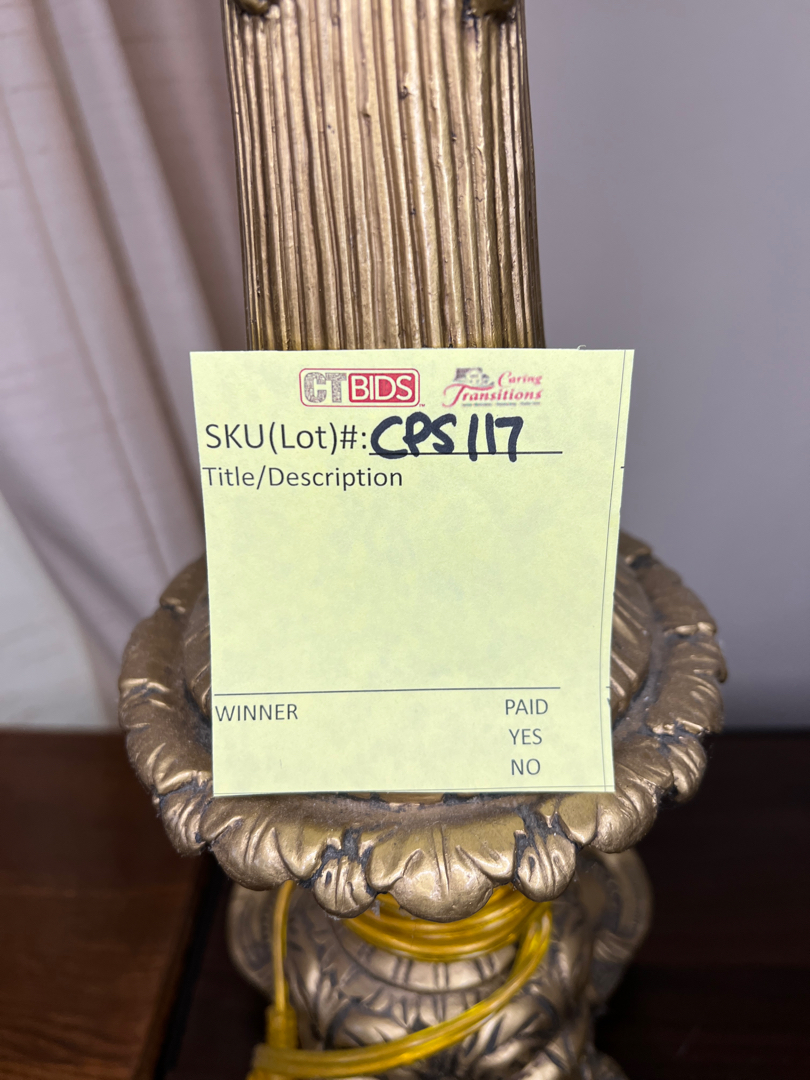 CTBIDS
Caring
Transitions
SKU(Lot)#: CPS117
Title/Description
WINNER
PAID
YES
NO